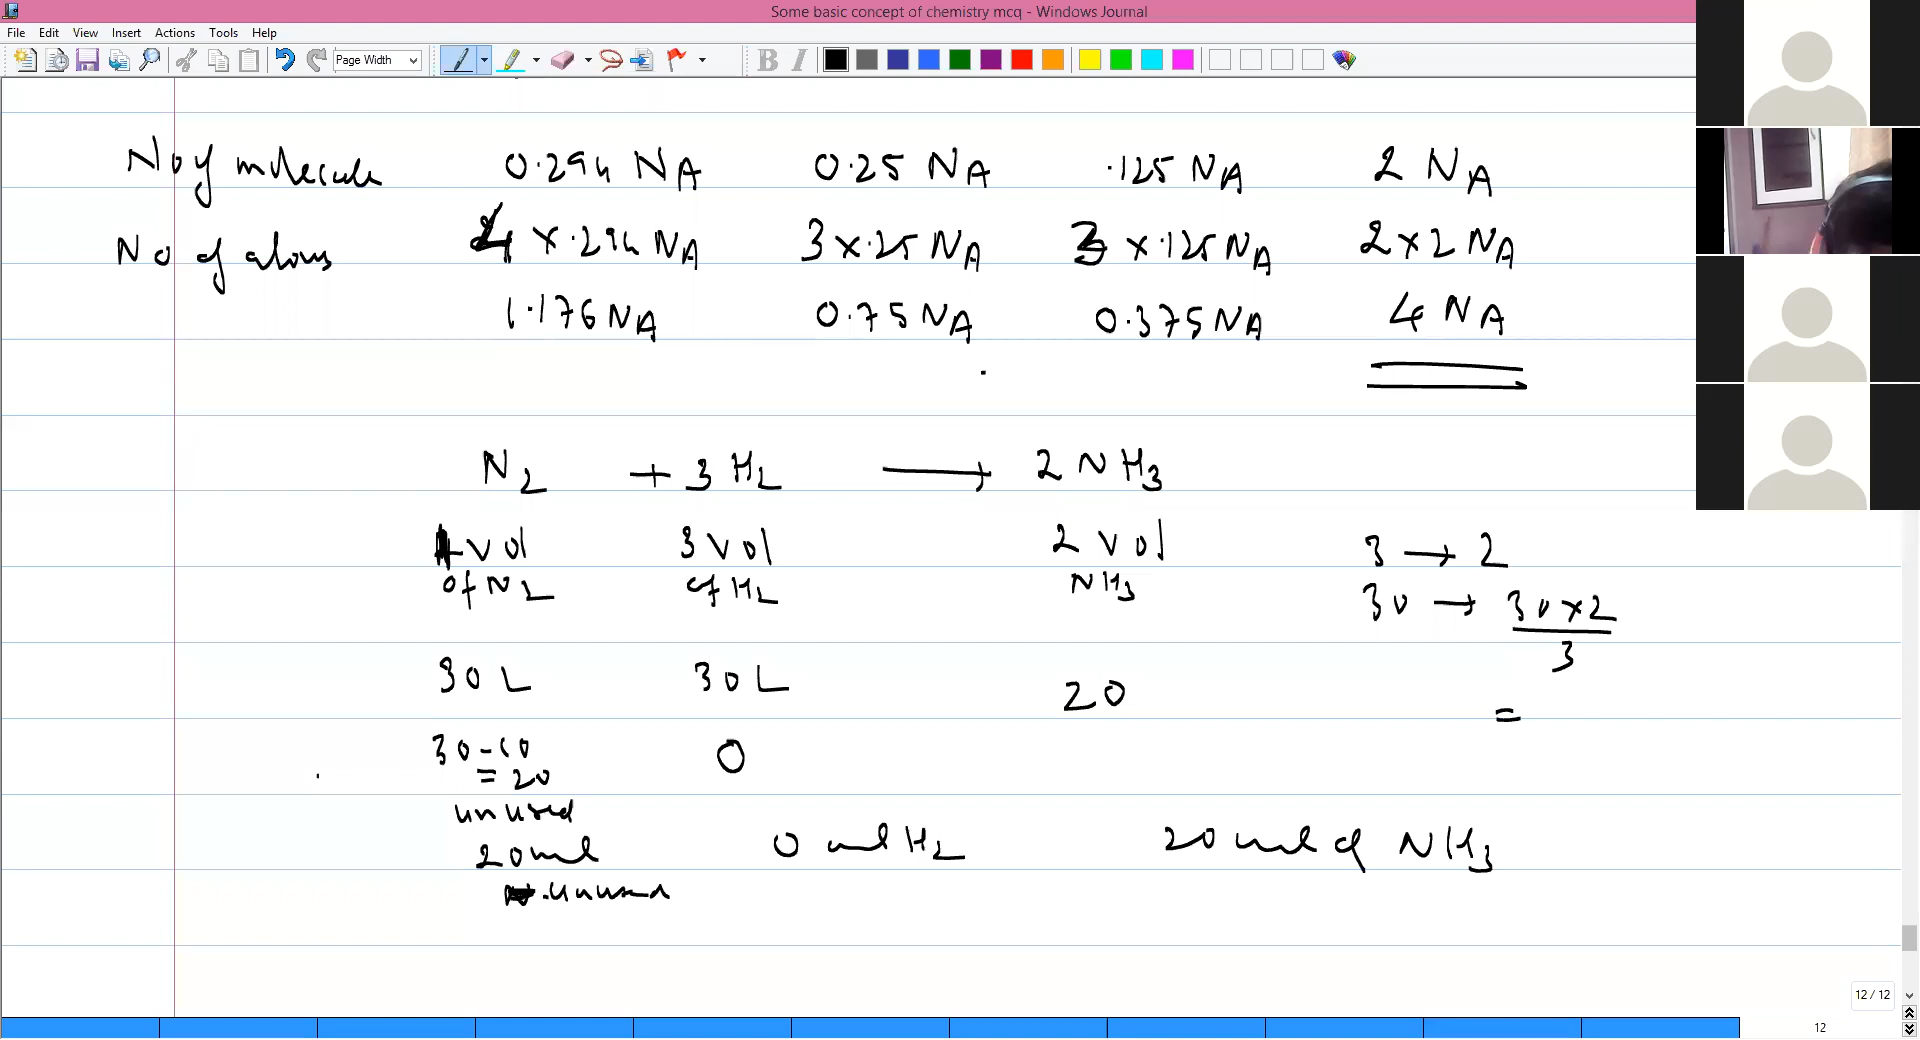 Some basic concept of chemistry mcq - Windows Journal
File Edit View Insert Actions Tools Help
Page Width
B I
No of molecule 0.294 NA 0.25 NA .125 NA 2 NA
No of atoms 4 x .294 NA 3 x .25 NA 3 x .125 NA 2 x 2 NA
1.176 NA 0.75 NA 0.375 NA 4 NA
N2 + 3 H2 → 2 NH3
1 vol 3 vol 2 vol 3 → 2
of N2 of H2 NH3 30 → 30 x 2
3
30 L 30 L 20 =
30 - 10 0
= 20
unused
20 ml 0 ml H2 20 ml of NH3
unused
12 / 12
12